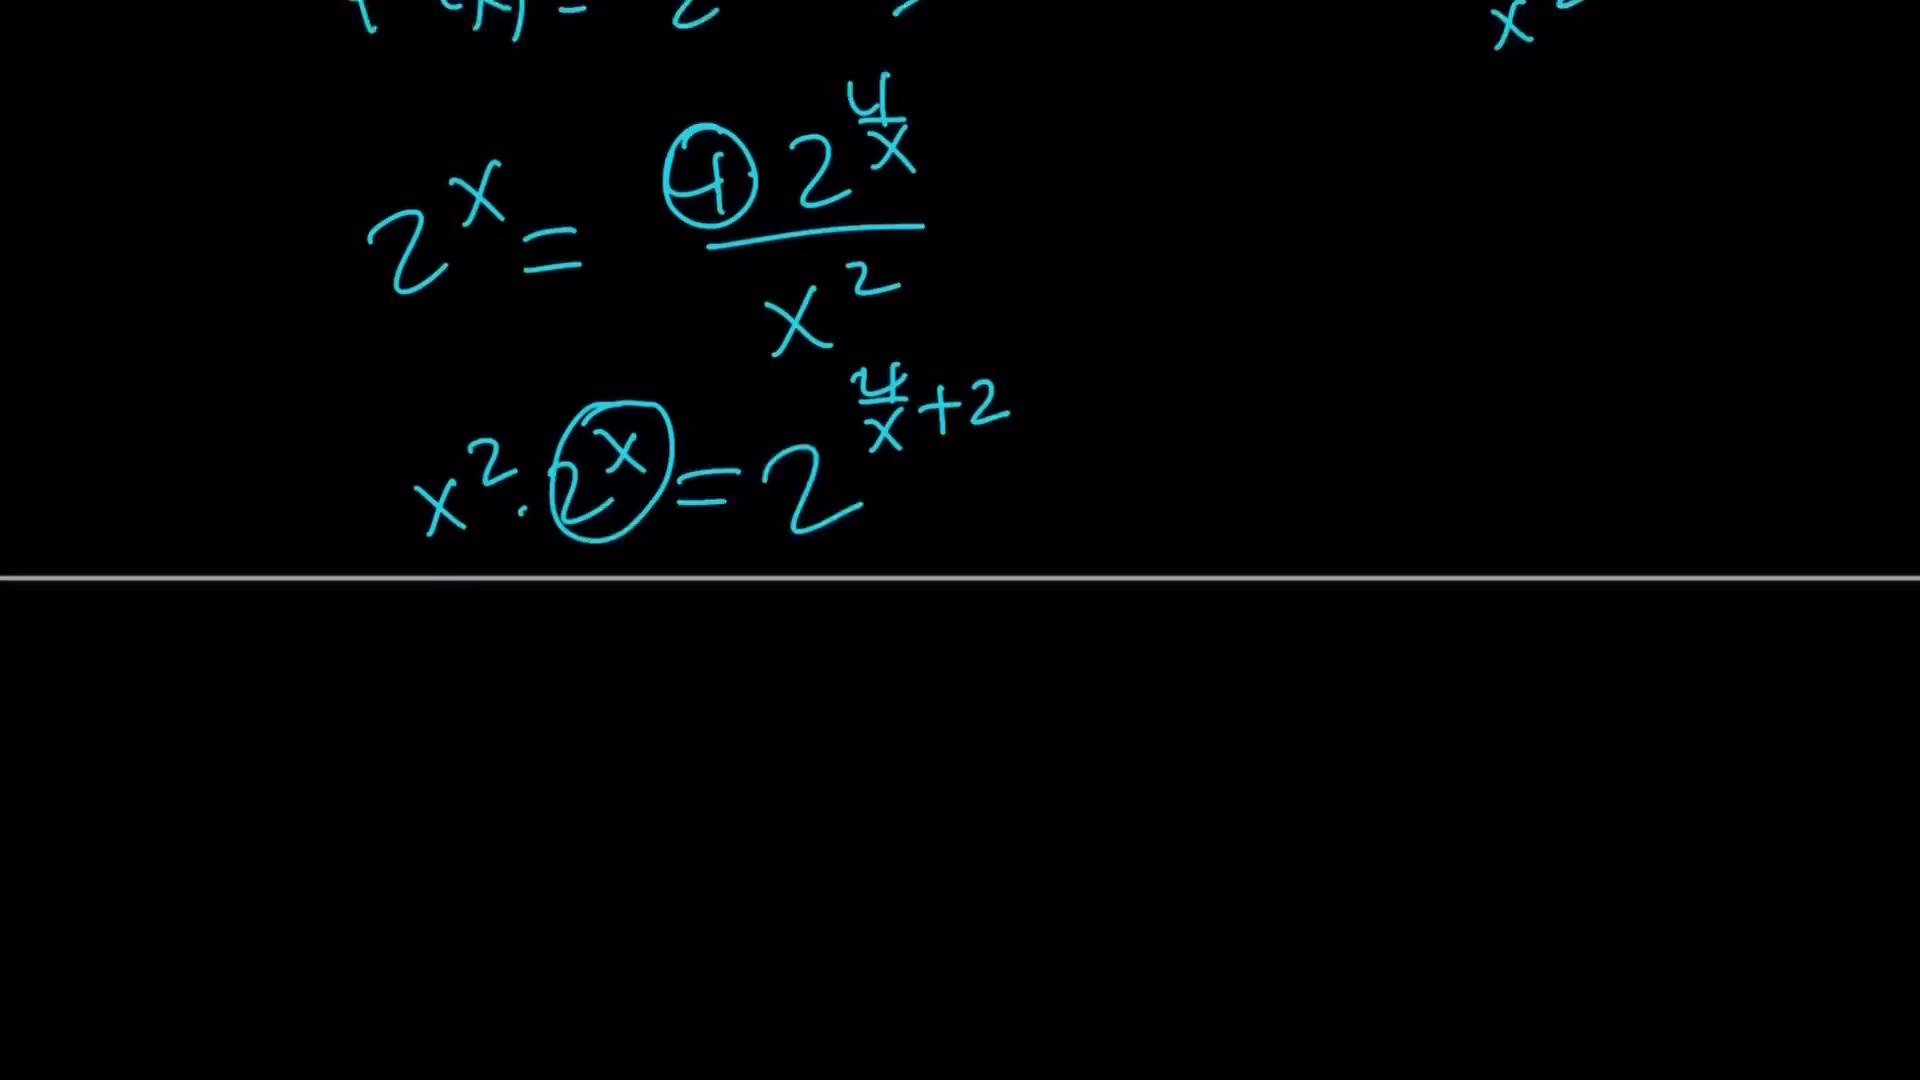 2^x = (4 · 2^(4/x)) / x^2
x^2 · 2^x = 2^(4/x + 2)